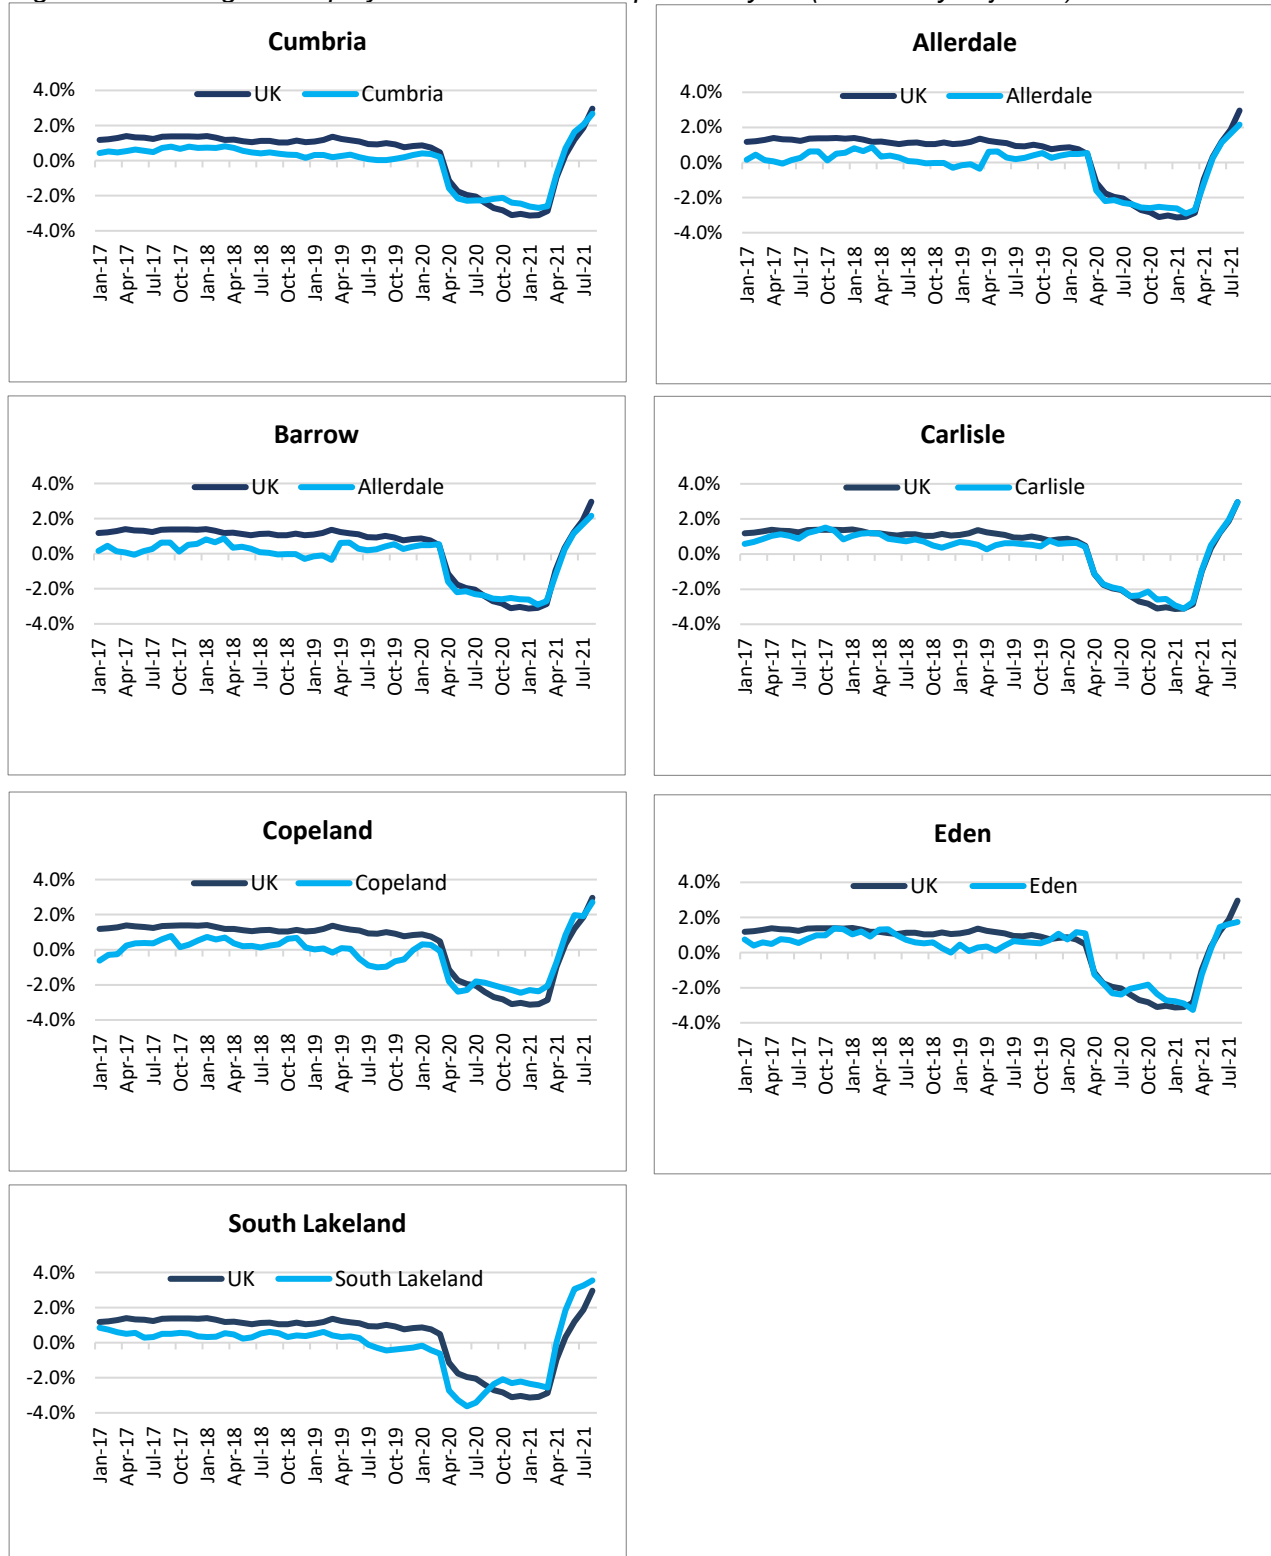 Cumbria
UK Cumbria
4.0%
2.0%
0.0%
-2.0%
-4.0%
Jan-17 Apr-17 Jul-17 Oct-17 Jan-18 Apr-18 Jul-18 Oct-18 Jan-19 Apr-19 Jul-19 Oct-19 Jan-20 Apr-20 Jul-20 Oct-20 Jan-21 Apr-21 Jul-21
Allerdale
UK Allerdale
4.0%
2.0%
0.0%
-2.0%
-4.0%
Jan-17 Apr-17 Jul-17 Oct-17 Jan-18 Apr-18 Jul-18 Oct-18 Jan-19 Apr-19 Jul-19 Oct-19 Jan-20 Apr-20 Jul-20 Oct-20 Jan-21 Apr-21 Jul-21
Barrow
UK Allerdale
4.0%
2.0%
0.0%
-2.0%
-4.0%
Jan-17 Apr-17 Jul-17 Oct-17 Jan-18 Apr-18 Jul-18 Oct-18 Jan-19 Apr-19 Jul-19 Oct-19 Jan-20 Apr-20 Jul-20 Oct-20 Jan-21 Apr-21 Jul-21
Carlisle
UK Carlisle
4.0%
2.0%
0.0%
-2.0%
-4.0%
Jan-17 Apr-17 Jul-17 Oct-17 Jan-18 Apr-18 Jul-18 Oct-18 Jan-19 Apr-19 Jul-19 Oct-19 Jan-20 Apr-20 Jul-20 Oct-20 Jan-21 Apr-21 Jul-21
Copeland
UK Copeland
4.0%
2.0%
0.0%
-2.0%
-4.0%
Jan-17 Apr-17 Jul-17 Oct-17 Jan-18 Apr-18 Jul-18 Oct-18 Jan-19 Apr-19 Jul-19 Oct-19 Jan-20 Apr-20 Jul-20 Oct-20 Jan-21 Apr-21 Jul-21
Eden
UK Eden
4.0%
2.0%
0.0%
-2.0%
-4.0%
Jan-17 Apr-17 Jul-17 Oct-17 Jan-18 Apr-18 Jul-18 Oct-18 Jan-19 Apr-19 Jul-19 Oct-19 Jan-20 Apr-20 Jul-20 Oct-20 Jan-21 Apr-21 Jul-21
South Lakeland
UK South Lakeland
4.0%
2.0%
0.0%
-2.0%
-4.0%
Jan-17 Apr-17 Jul-17 Oct-17 Jan-18 Apr-18 Jul-18 Oct-18 Jan-19 Apr-19 Jul-19 Oct-19 Jan-20 Apr-20 Jul-20 Oct-20 Jan-21 Apr-21 Jul-21